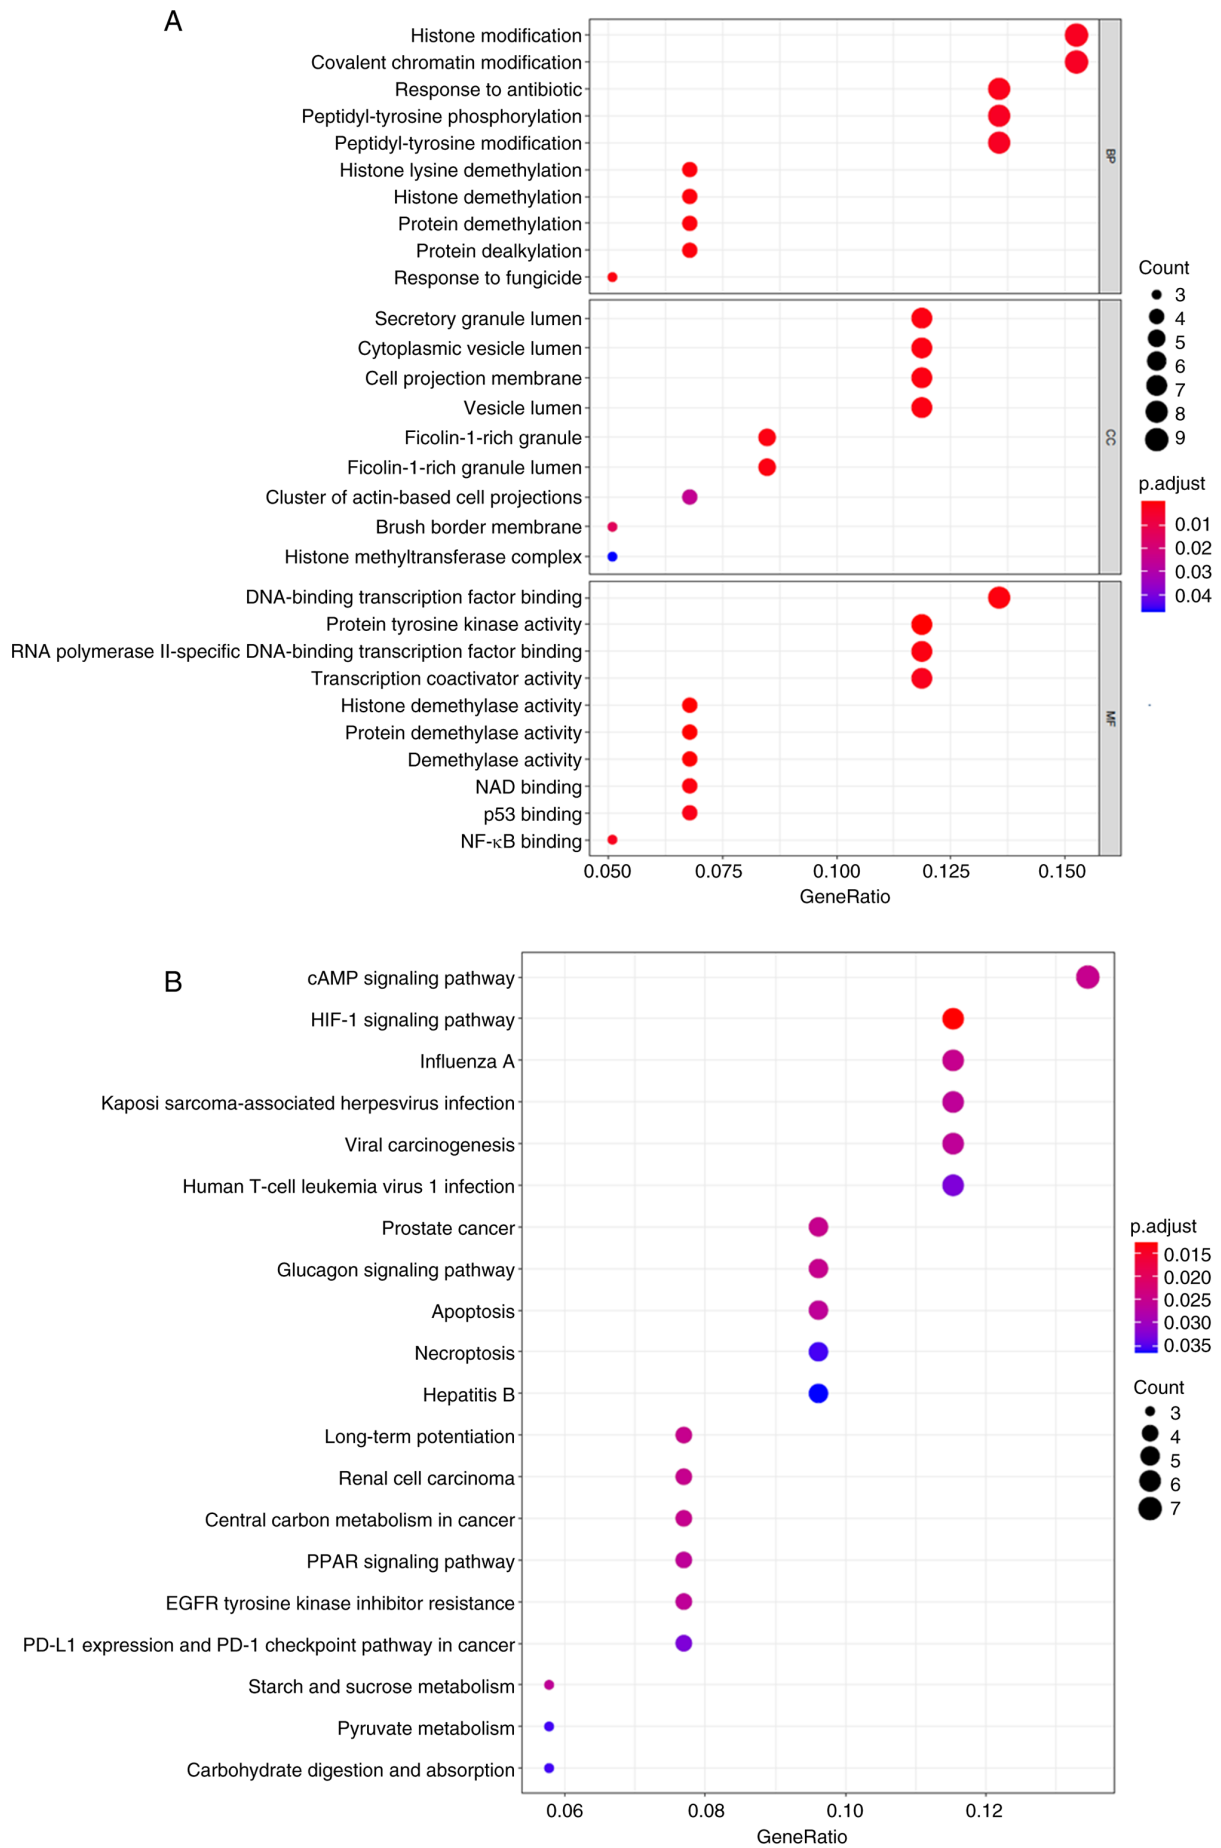 A
Histone modification
Covalent chromatin modification
Response to antibiotic
Peptidyl-tyrosine phosphorylation
Peptidyl-tyrosine modification
Histone lysine demethylation
Histone demethylation
Protein demethylation
Protein dealkylation
Response to fungicide
BP
Secretory granule lumen
Cytoplasmic vesicle lumen
Cell projection membrane
Vesicle lumen
Ficolin-1-rich granule
Ficolin-1-rich granule lumen
Cluster of actin-based cell projections
Brush border membrane
Histone methyltransferase complex
CC
DNA-binding transcription factor binding
Protein tyrosine kinase activity
RNA polymerase II-specific DNA-binding transcription factor binding
Transcription coactivator activity
Histone demethylase activity
Protein demethylase activity
Demethylase activity
NAD binding
p53 binding
NF-κB binding
MF
0.050 0.075 0.100 0.125 0.150
GeneRatio
Count
3
4
5
6
7
8
9
p.adjust
0.01
0.02
0.03
0.04
B
cAMP signaling pathway
HIF-1 signaling pathway
Influenza A
Kaposi sarcoma-associated herpesvirus infection
Viral carcinogenesis
Human T-cell leukemia virus 1 infection
Prostate cancer
Glucagon signaling pathway
Apoptosis
Necroptosis
Hepatitis B
Long-term potentiation
Renal cell carcinoma
Central carbon metabolism in cancer
PPAR signaling pathway
EGFR tyrosine kinase inhibitor resistance
PD-L1 expression and PD-1 checkpoint pathway in cancer
Starch and sucrose metabolism
Pyruvate metabolism
Carbohydrate digestion and absorption
0.06 0.08 0.10 0.12
GeneRatio
p.adjust
0.015
0.020
0.025
0.030
0.035
Count
3
4
5
6
7